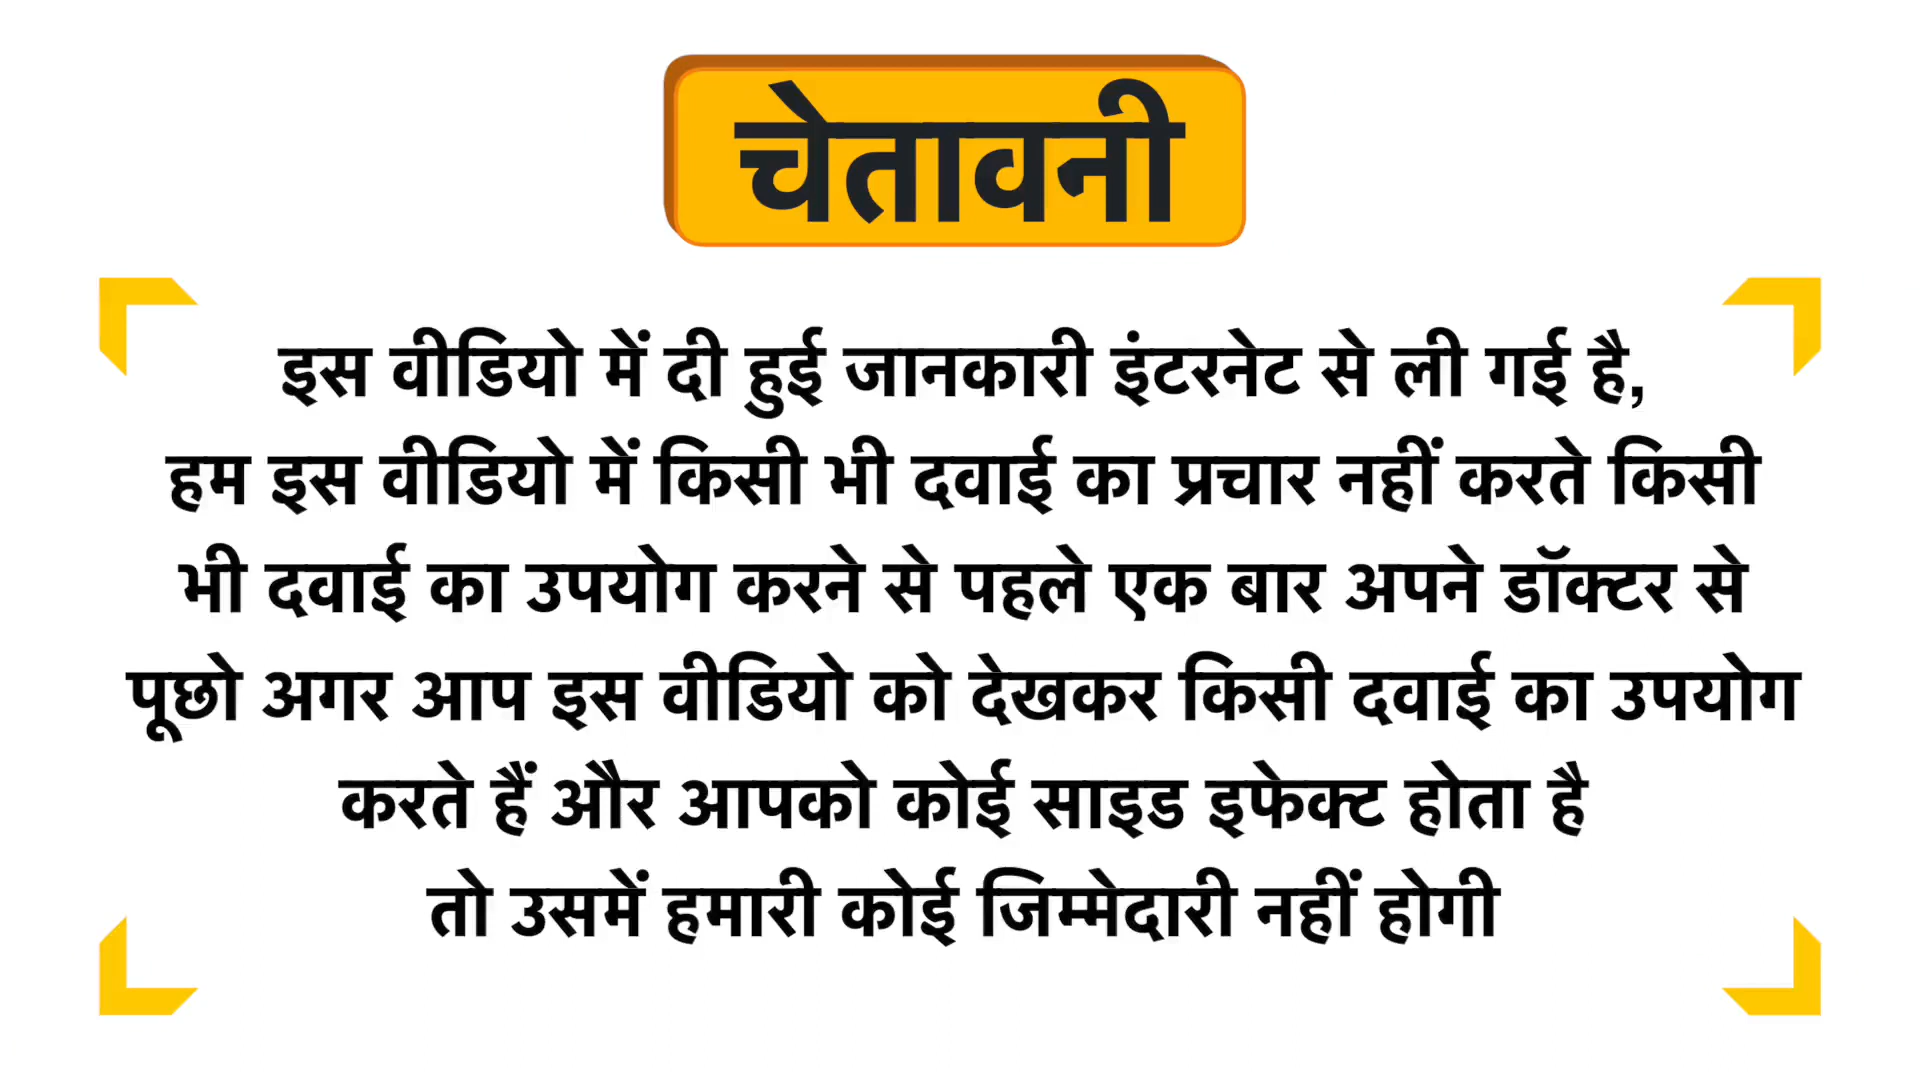 चेतावनी
इस वीडियो में दी हुई जानकारी इंटरनेट से ली गई है,
हम इस वीडियो में किसी भी दवाई का प्रचार नहीं करते किसी
भी दवाई का उपयोग करने से पहले एक बार अपने डॉक्टर से
पूछो अगर आप इस वीडियो को देखकर किसी दवाई का उपयोग
करते हैं और आपको कोई साइड इफेक्ट होता है
तो उसमें हमारी कोई जिम्मेदारी नहीं होगी